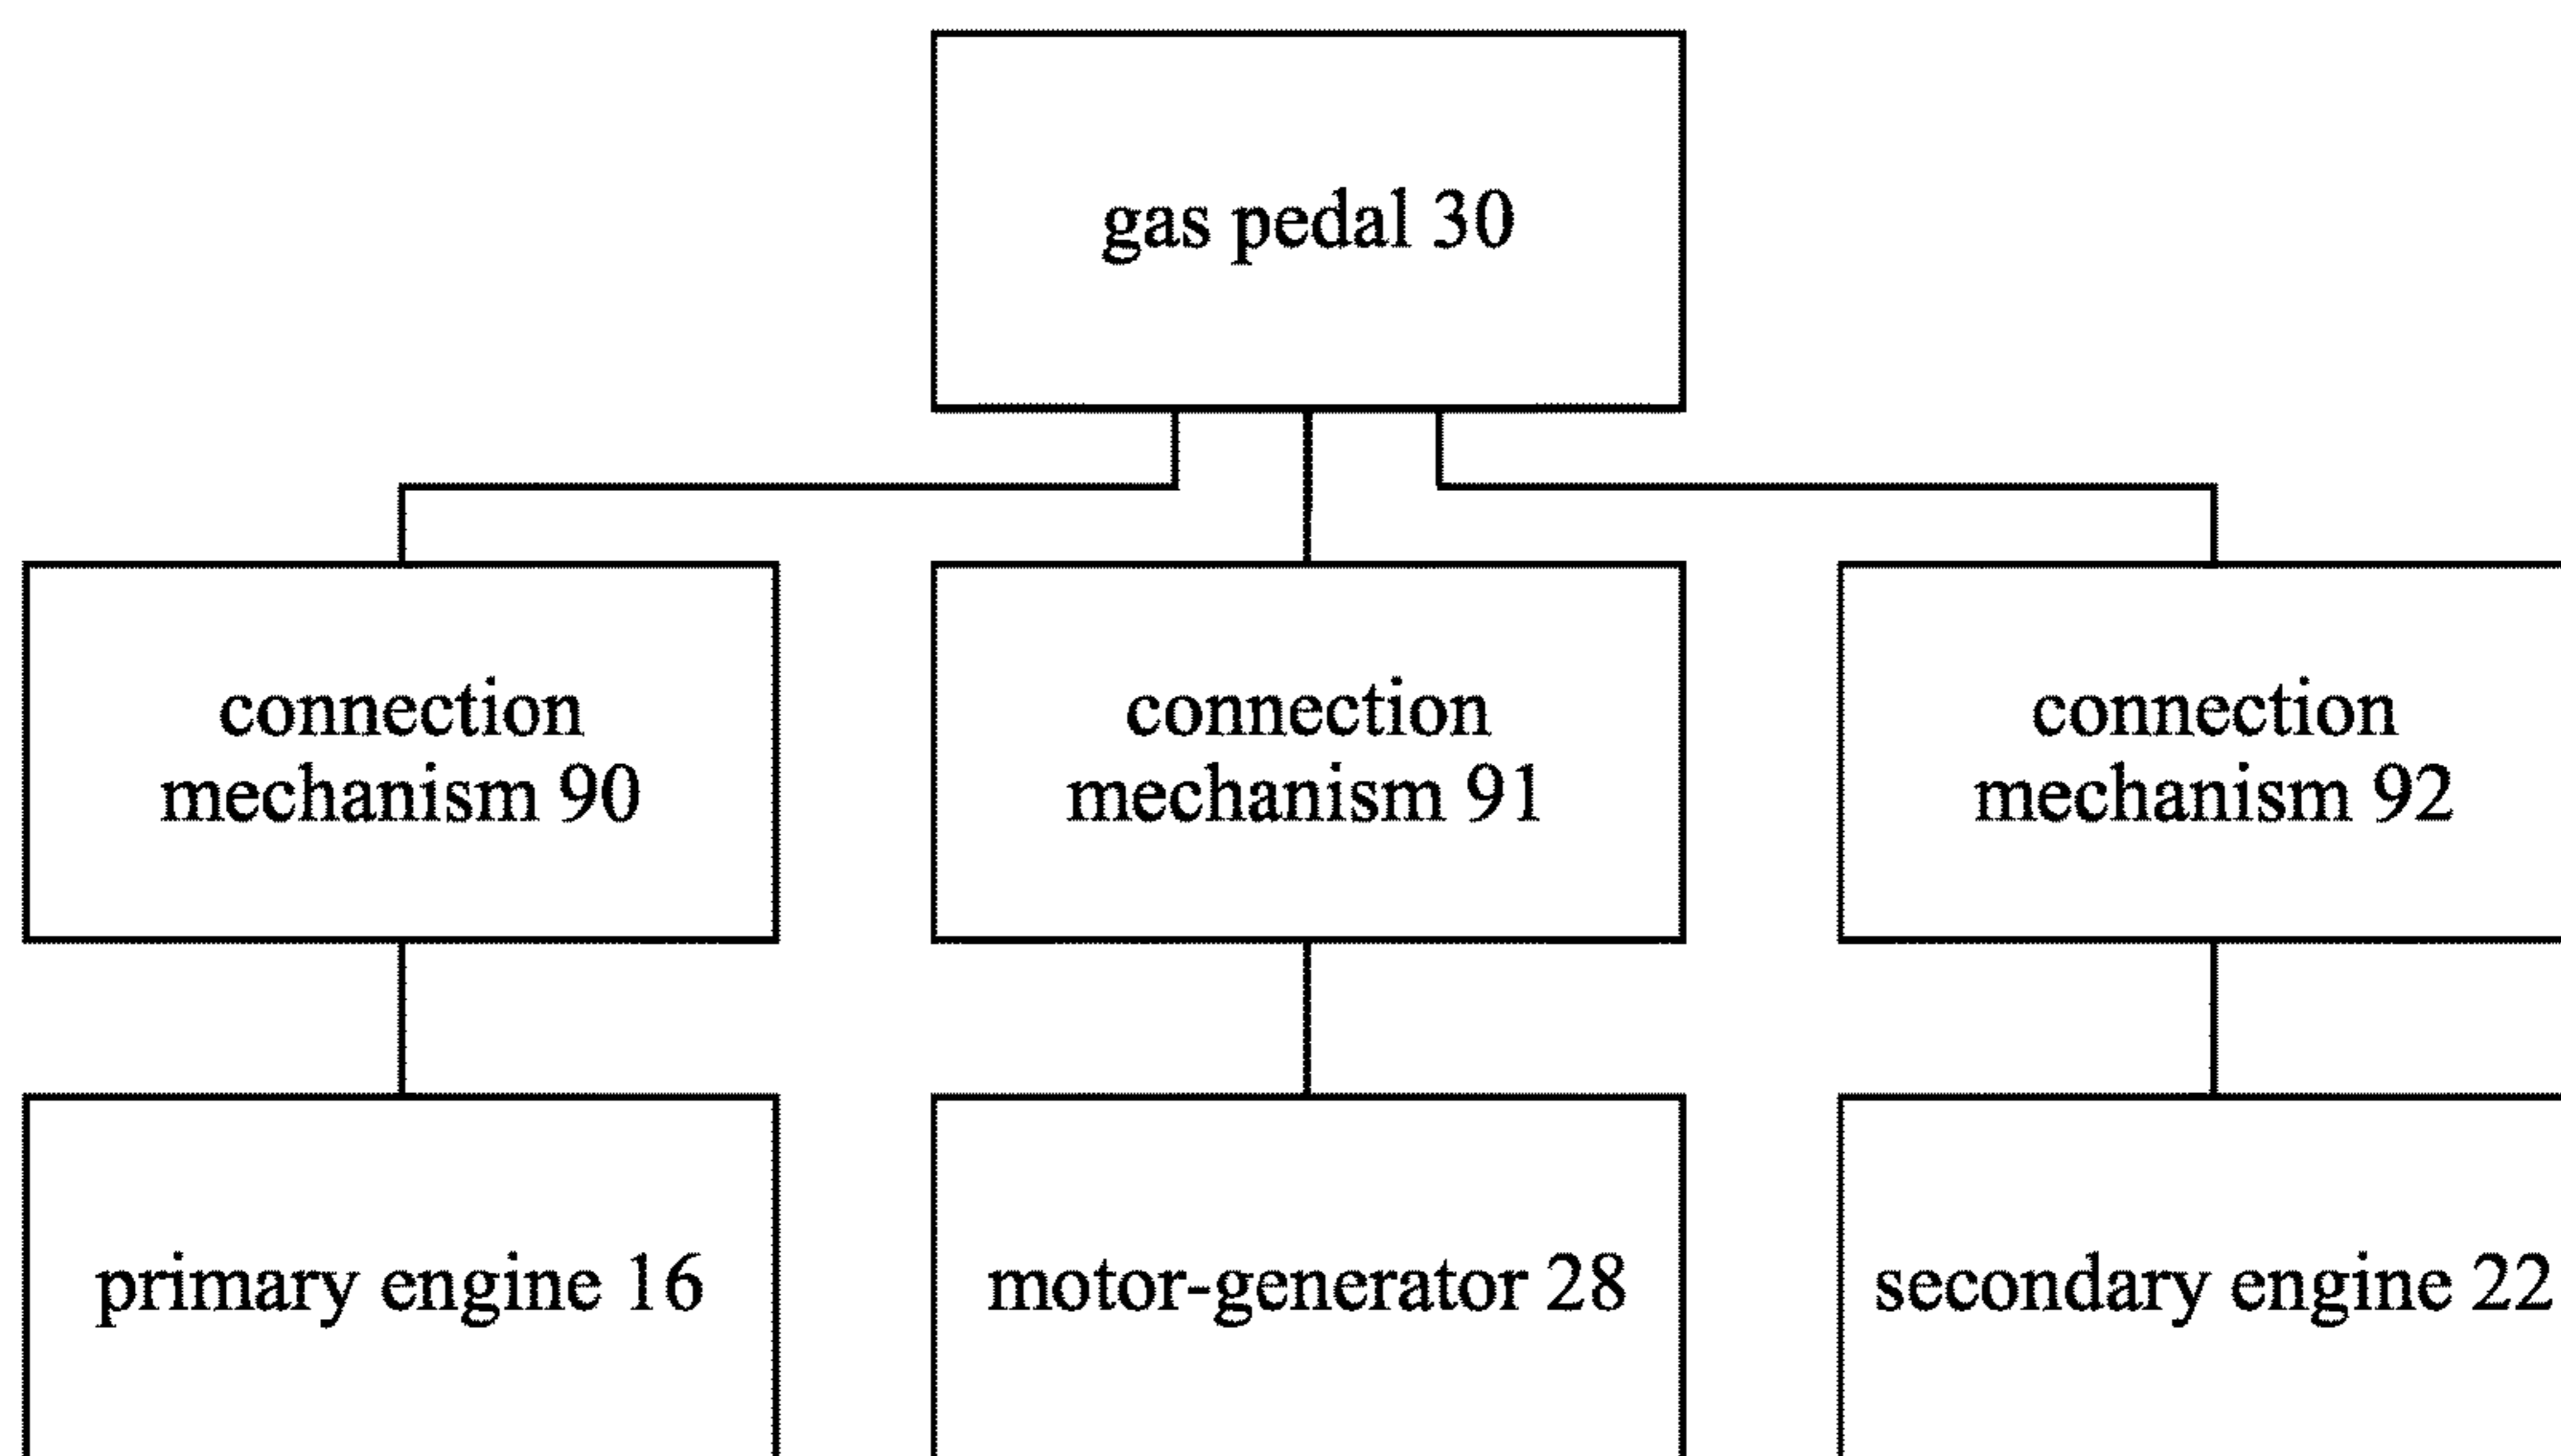 gas pedal 30
connection
mechanism 90
connection
mechanism 91
connection
mechanism 92
primary engine 16
motor-generator 28
secondary engine 22